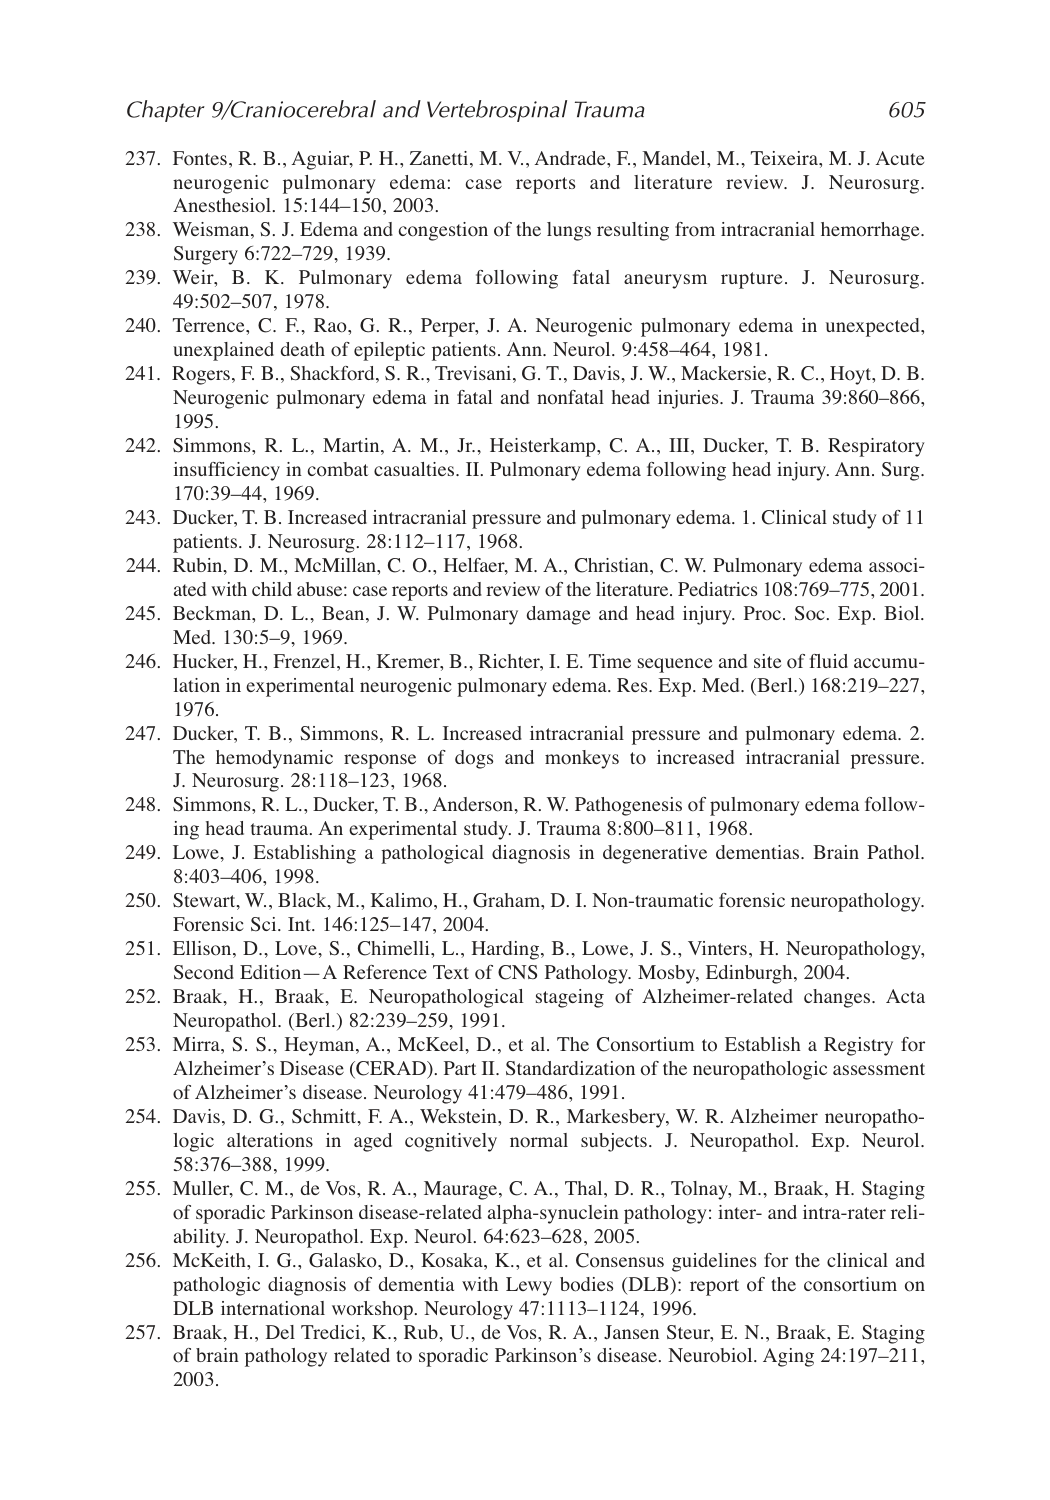 Chapter 9/Craniocerebral and Vertebrospinal Trauma 605
237. Fontes, R. B., Aguiar, P. H., Zanetti, M. V., Andrade, F., Mandel, M., Teixeira, M. J. Acute
neurogenic pulmonary edema: case reports and literature review. J. Neurosurg.
Anesthesiol. 15:144–150, 2003.
238. Weisman, S. J. Edema and congestion of the lungs resulting from intracranial hemorrhage.
Surgery 6:722–729, 1939.
239. Weir, B. K. Pulmonary edema following fatal aneurysm rupture. J. Neurosurg.
49:502–507, 1978.
240. Terrence, C. F., Rao, G. R., Perper, J. A. Neurogenic pulmonary edema in unexpected,
unexplained death of epileptic patients. Ann. Neurol. 9:458–464, 1981.
241. Rogers, F. B., Shackford, S. R., Trevisani, G. T., Davis, J. W., Mackersie, R. C., Hoyt, D. B.
Neurogenic pulmonary edema in fatal and nonfatal head injuries. J. Trauma 39:860–866,
1995.
242. Simmons, R. L., Martin, A. M., Jr., Heisterkamp, C. A., III, Ducker, T. B. Respiratory
insufficiency in combat casualties. II. Pulmonary edema following head injury. Ann. Surg.
170:39–44, 1969.
243. Ducker, T. B. Increased intracranial pressure and pulmonary edema. 1. Clinical study of 11
patients. J. Neurosurg. 28:112–117, 1968.
244. Rubin, D. M., McMillan, C. O., Helfaer, M. A., Christian, C. W. Pulmonary edema associ-
ated with child abuse: case reports and review of the literature. Pediatrics 108:769–775, 2001.
245. Beckman, D. L., Bean, J. W. Pulmonary damage and head injury. Proc. Soc. Exp. Biol.
Med. 130:5–9, 1969.
246. Hucker, H., Frenzel, H., Kremer, B., Richter, I. E. Time sequence and site of fluid accumu-
lation in experimental neurogenic pulmonary edema. Res. Exp. Med. (Berl.) 168:219–227,
1976.
247. Ducker, T. B., Simmons, R. L. Increased intracranial pressure and pulmonary edema. 2.
The hemodynamic response of dogs and monkeys to increased intracranial pressure.
J. Neurosurg. 28:118–123, 1968.
248. Simmons, R. L., Ducker, T. B., Anderson, R. W. Pathogenesis of pulmonary edema follow-
ing head trauma. An experimental study. J. Trauma 8:800–811, 1968.
249. Lowe, J. Establishing a pathological diagnosis in degenerative dementias. Brain Pathol.
8:403–406, 1998.
250. Stewart, W., Black, M., Kalimo, H., Graham, D. I. Non-traumatic forensic neuropathology.
Forensic Sci. Int. 146:125–147, 2004.
251. Ellison, D., Love, S., Chimelli, L., Harding, B., Lowe, J. S., Vinters, H. Neuropathology,
Second Edition—A Reference Text of CNS Pathology. Mosby, Edinburgh, 2004.
252. Braak, H., Braak, E. Neuropathological stageing of Alzheimer-related changes. Acta
Neuropathol. (Berl.) 82:239–259, 1991.
253. Mirra, S. S., Heyman, A., McKeel, D., et al. The Consortium to Establish a Registry for
Alzheimer’s Disease (CERAD). Part II. Standardization of the neuropathologic assessment
of Alzheimer’s disease. Neurology 41:479–486, 1991.
254. Davis, D. G., Schmitt, F. A., Wekstein, D. R., Markesbery, W. R. Alzheimer neuropatho-
logic alterations in aged cognitively normal subjects. J. Neuropathol. Exp. Neurol.
58:376–388, 1999.
255. Muller, C. M., de Vos, R. A., Maurage, C. A., Thal, D. R., Tolnay, M., Braak, H. Staging
of sporadic Parkinson disease-related alpha-synuclein pathology: inter- and intra-rater reli-
ability. J. Neuropathol. Exp. Neurol. 64:623–628, 2005.
256. McKeith, I. G., Galasko, D., Kosaka, K., et al. Consensus guidelines for the clinical and
pathologic diagnosis of dementia with Lewy bodies (DLB): report of the consortium on
DLB international workshop. Neurology 47:1113–1124, 1996.
257. Braak, H., Del Tredici, K., Rub, U., de Vos, R. A., Jansen Steur, E. N., Braak, E. Staging
of brain pathology related to sporadic Parkinson’s disease. Neurobiol. Aging 24:197–211,
2003.